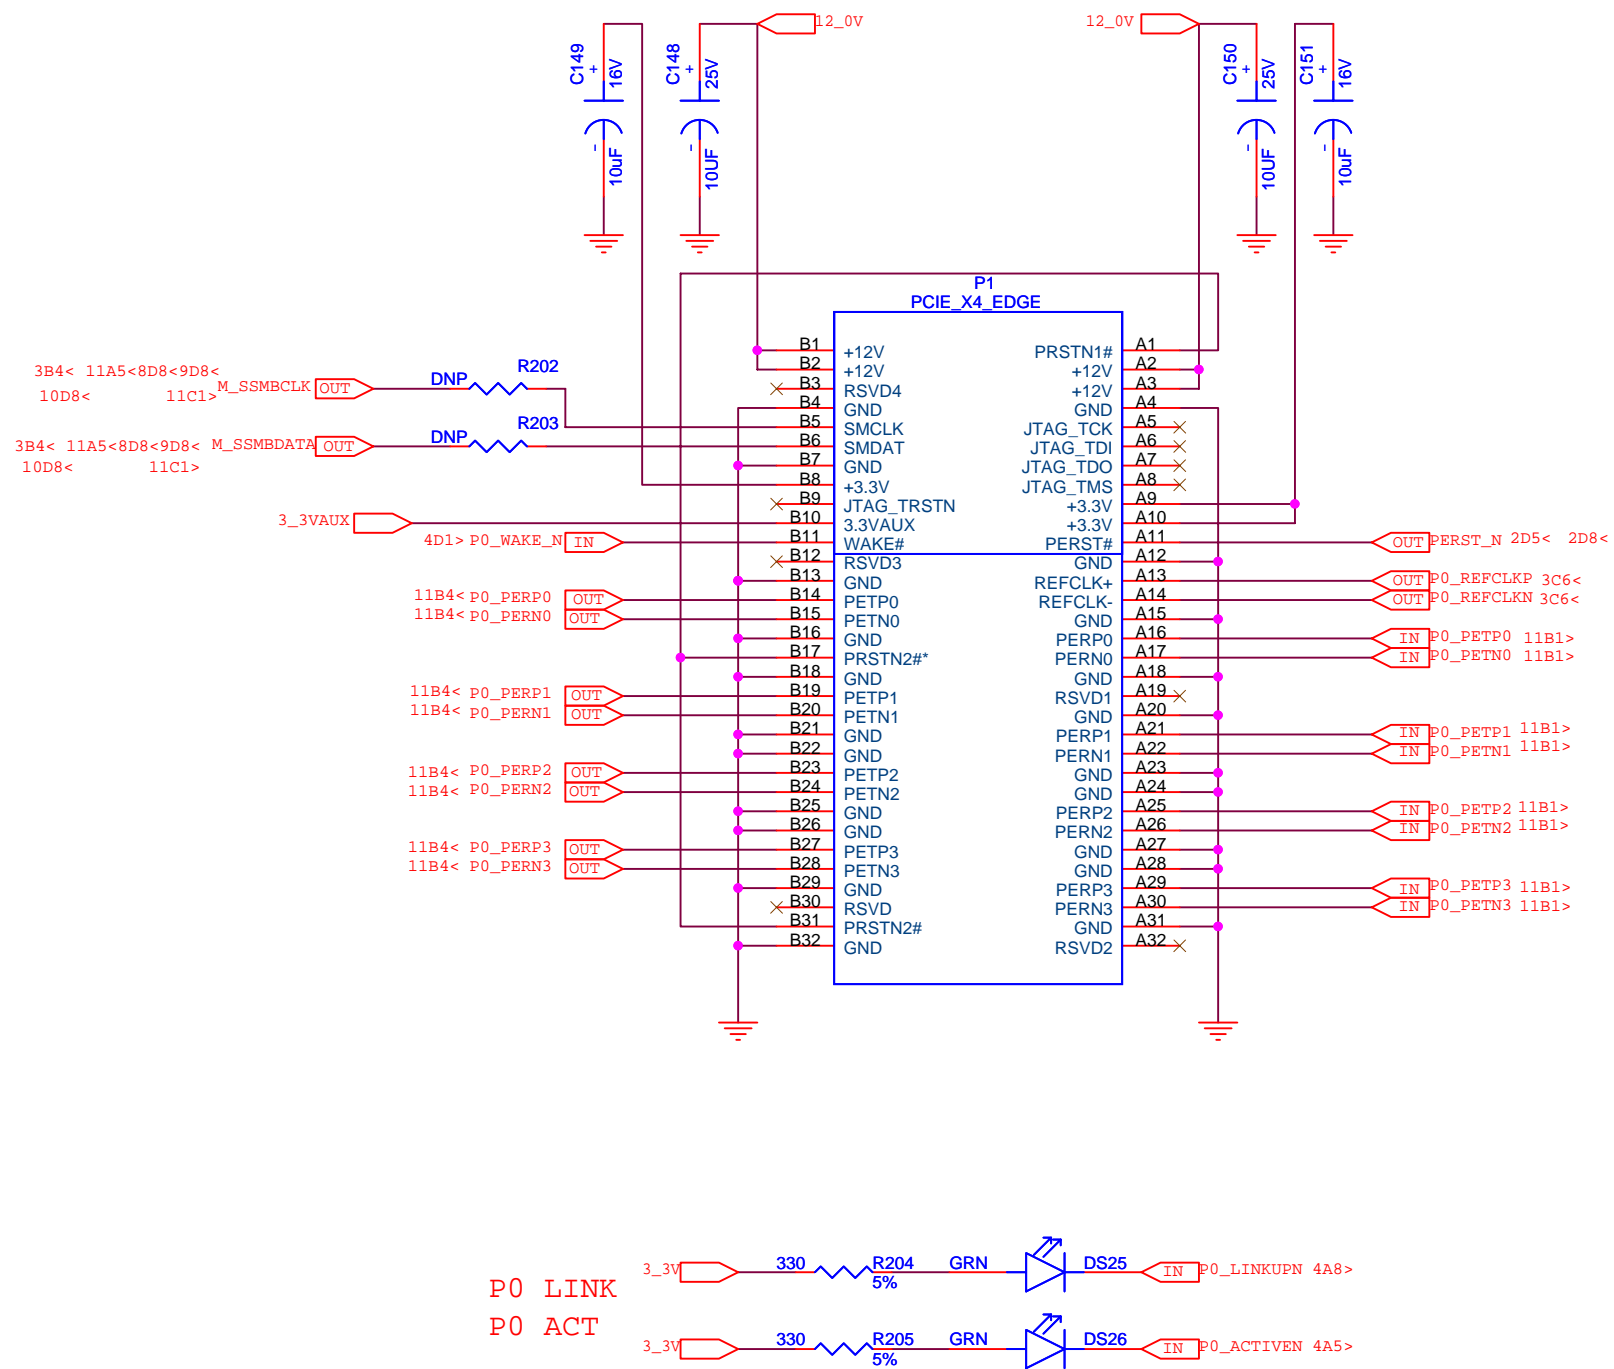 12_0V 12_0V
C149 + 16V - 10uF
C148 + 25V - 10UF
C150 + 25V - 10UF
C151 + 16V - 10uF
P1
PCIE_X4_EDGE
B1 +12V PRSTN1# A1
B2 +12V +12V A2
B3 RSVD4 +12V A3
B4 GND GND A4
3B4< 11A5<8D8<9D8<
10D8< 11C1> M_SSMBCLK OUT DNP R202
B5 SMCLK JTAG_TCK A5
3B4< 11A5<8D8<9D8< M_SSMBDATA OUT DNP R203
10D8< 11C1>
B6 SMDAT JTAG_TDI A6
B7 GND JTAG_TDO A7
B8 +3.3V JTAG_TMS A8
B9 JTAG_TRSTN +3.3V A9
3_3VAUX B10 3.3VAUX +3.3V A10
4D1> P0_WAKE_N IN B11 WAKE# PERST# A11 OUT PERST_N 2D5< 2D8<
B12 RSVD3 GND A12
B13 GND REFCLK+ A13 OUT P0_REFCLKP 3C6<
11B4< P0_PERP0 OUT B14 PETP0 REFCLK- A14 OUT P0_REFCLKN 3C6<
11B4< P0_PERN0 OUT B15 PETN0 GND A15
B16 GND PERP0 A16 IN P0_PETP0 11B1>
B17 PRSTN2#* PERN0 A17 IN P0_PETN0 11B1>
B18 GND GND A18
11B4< P0_PERP1 OUT B19 PETP1 RSVD1 A19
11B4< P0_PERN1 OUT B20 PETN1 GND A20
B21 GND PERP1 A21 IN P0_PETP1 11B1>
B22 GND PERN1 A22 IN P0_PETN1 11B1>
11B4< P0_PERP2 OUT B23 PETP2 GND A23
11B4< P0_PERN2 OUT B24 PETN2 GND A24
B25 GND PERP2 A25 IN P0_PETP2 11B1>
B26 GND PERN2 A26 IN P0_PETN2 11B1>
11B4< P0_PERP3 OUT B27 PETP3 GND A27
11B4< P0_PERN3 OUT B28 PETN3 GND A28
B29 GND PERP3 A29 IN P0_PETP3 11B1>
B30 RSVD PERN3 A30 IN P0_PETN3 11B1>
B31 PRSTN2# GND A31
B32 GND RSVD2 A32
P0 LINK 3_3V 330 R204 5% GRN DS25 IN P0_LINKUPN 4A8>
P0 ACT 3_3V 330 R205 5% GRN DS26 IN P0_ACTIVEN 4A5>